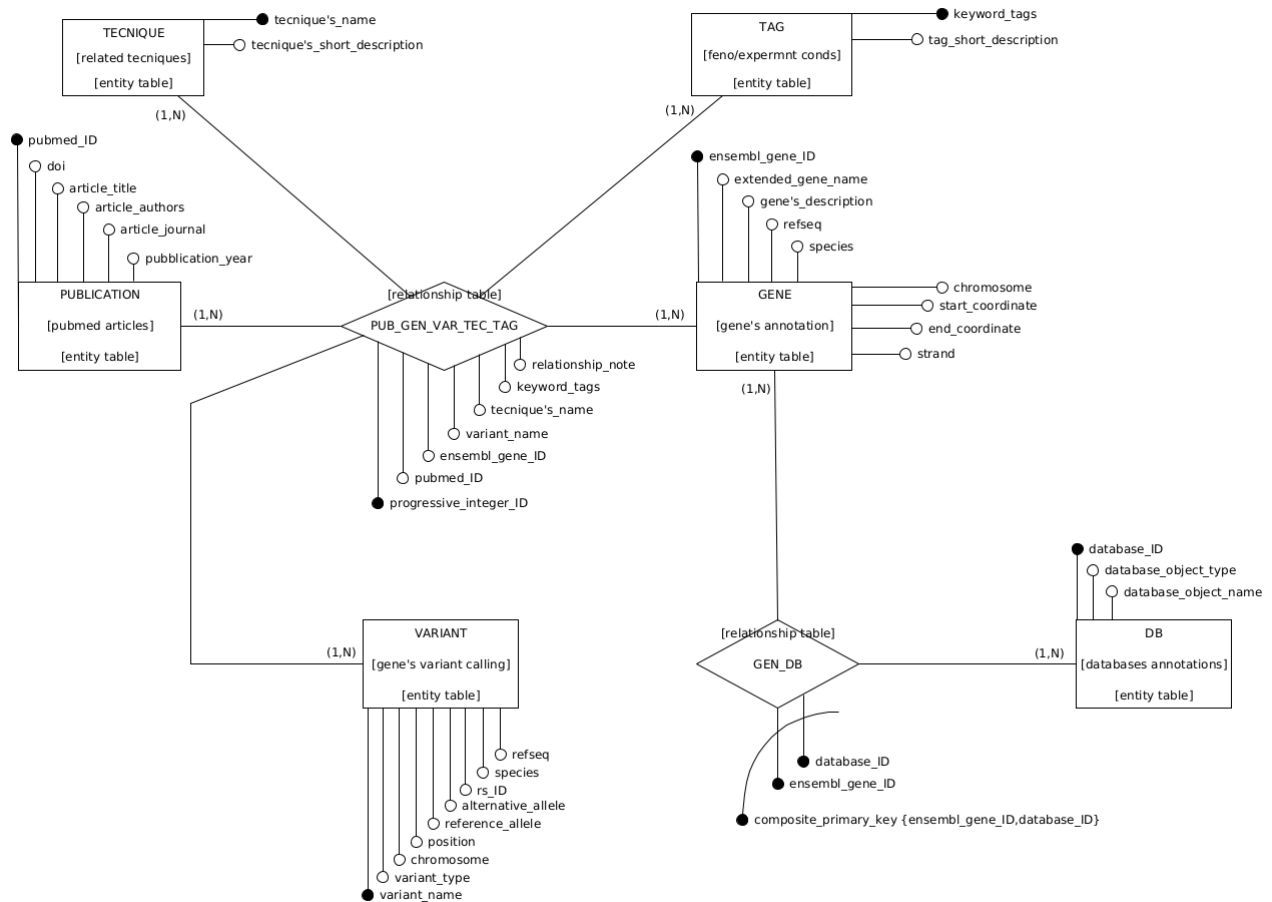 TECNIQUE
[related tecniques]
[entity table]
tecnique's_name
tecnique's_short_description
(1,N)
TAG
[feno/expermnt conds]
[entity table]
keyword_tags
tag_short_description
(1,N)
pubmed_ID
doi
article_title
article_authors
article_journal
pubblication_year
PUBLICATION
[pubmed articles]
[entity table]
(1,N)
[relationship table]
PUB_GEN_VAR_TEC_TAG
relationship_note
keyword_tags
tecnique's_name
variant_name
ensembl_gene_ID
pubmed_ID
progressive_integer_ID
(1,N)
ensembl_gene_ID
extended_gene_name
gene's_description
refseq
species
GENE
[gene's annotation]
[entity table]
chromosome
start_coordinate
end_coordinate
strand
(1,N)
(1,N)
VARIANT
[gene's variant calling]
[entity table]
refseq
species
rs_ID
alternative_allele
reference_allele
position
chromosome
variant_type
variant_name
[relationship table]
GEN_DB
database_ID
ensembl_gene_ID
composite_primary_key {ensembl_gene_ID,database_ID}
(1,N)
database_ID
database_object_type
database_object_name
DB
[databases annotations]
[entity table]